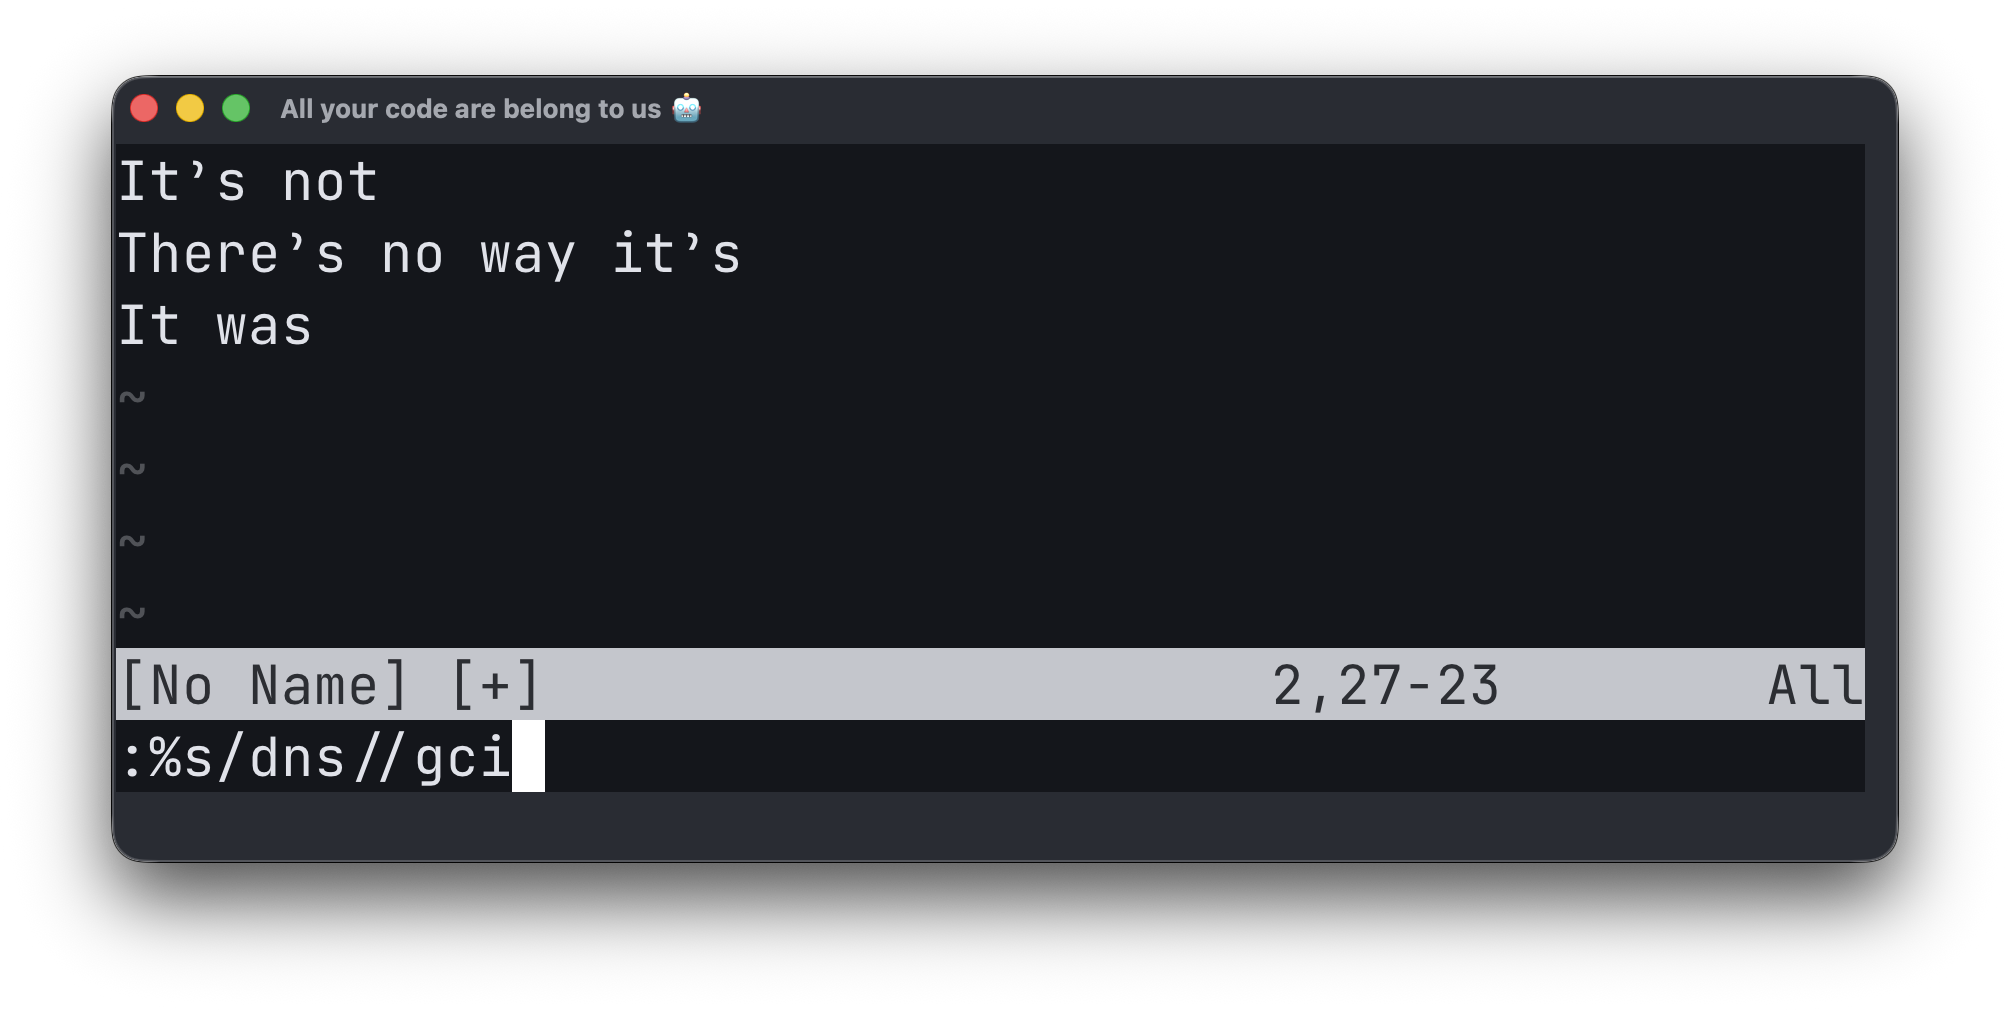 All your code are belong to us 🤖
It’s not
There’s no way it’s
It was
~
~
~
~
[No Name] [+] 2,27-23 All
:%s/dns//gci